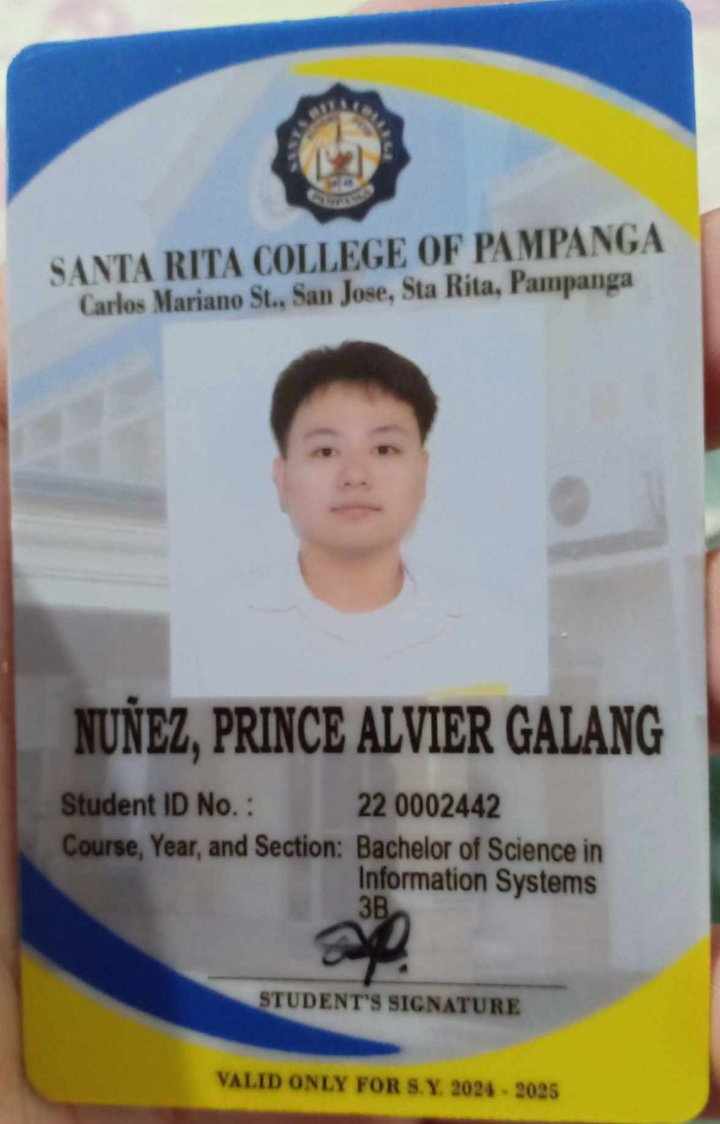 SANTA RITA COLLEGE
PAMPANGA
SANTA RITA COLLEGE OF PAMPANGA
Carlos Mariano St., San Jose, Sta Rita, Pampanga
NUÑEZ, PRINCE ALVIER GALANG
Student ID No. : 22 0002442
Course, Year, and Section: Bachelor of Science in
Information Systems
3B
STUDENT'S SIGNATURE
VALID ONLY FOR S.Y. 2024 - 2025